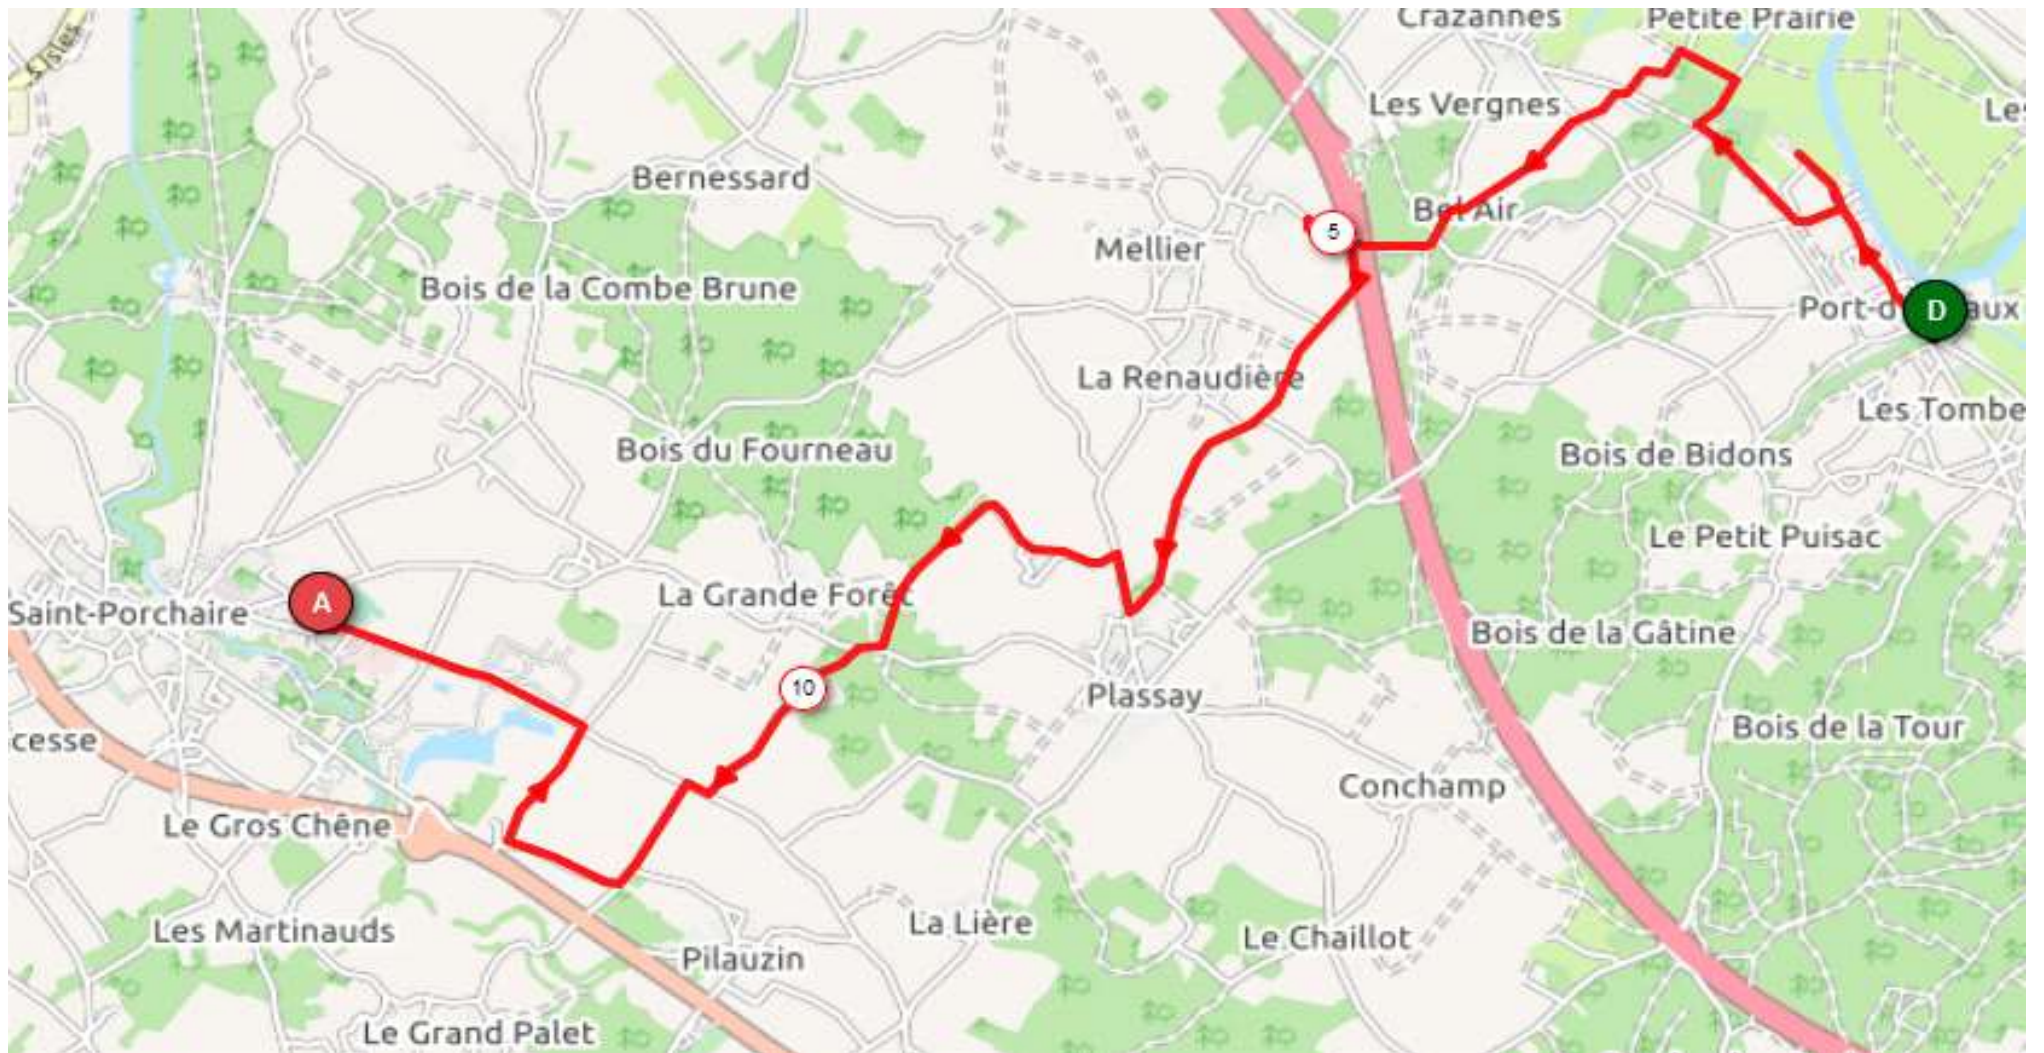 s Isles
Crazannes
Petite Prairie
Les Vergnes
Les
Bernessard
Bel Air
5
Mellier
Bois de la Combe Brune
Port-d
D
aux
La Renaudière
Les Tombe
Bois du Fourneau
Bois de Bidons
Le Petit Puisac
La Grande Forêt
A
Saint-Porchaire
Bois de la Gâtine
10
Plassay
Bois de la Tour
cesse
Conchamp
Le Gros Chêne
La Lière
Les Martinauds
Le Chaillot
Pilauzin
Le Grand Palet